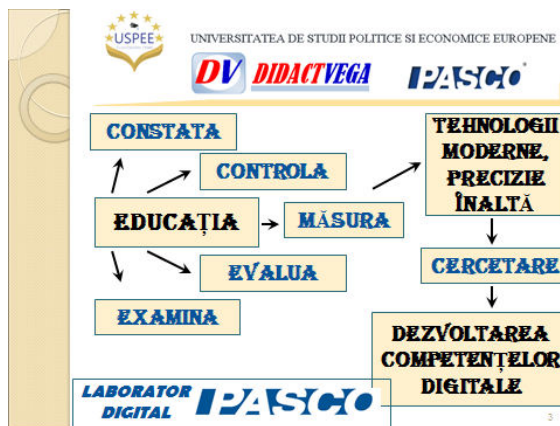 USPEE
UNIVERSITATEA DE STUDII POLITICE SI ECONOMICE EUROPENE
DV DIDACTVEGA
PASCO
CONSTATA
CONTROLA
EDUCAȚIA
MĂSURA
EVALUA
EXAMINA
TEHNOLOGII
MODERNE,
PRECIZIE
ÎNALTĂ
CERCETARE
DEZVOLTAREA
COMPETENȚELOR
DIGITALE
LABORATOR
DIGITAL
PASCO
3